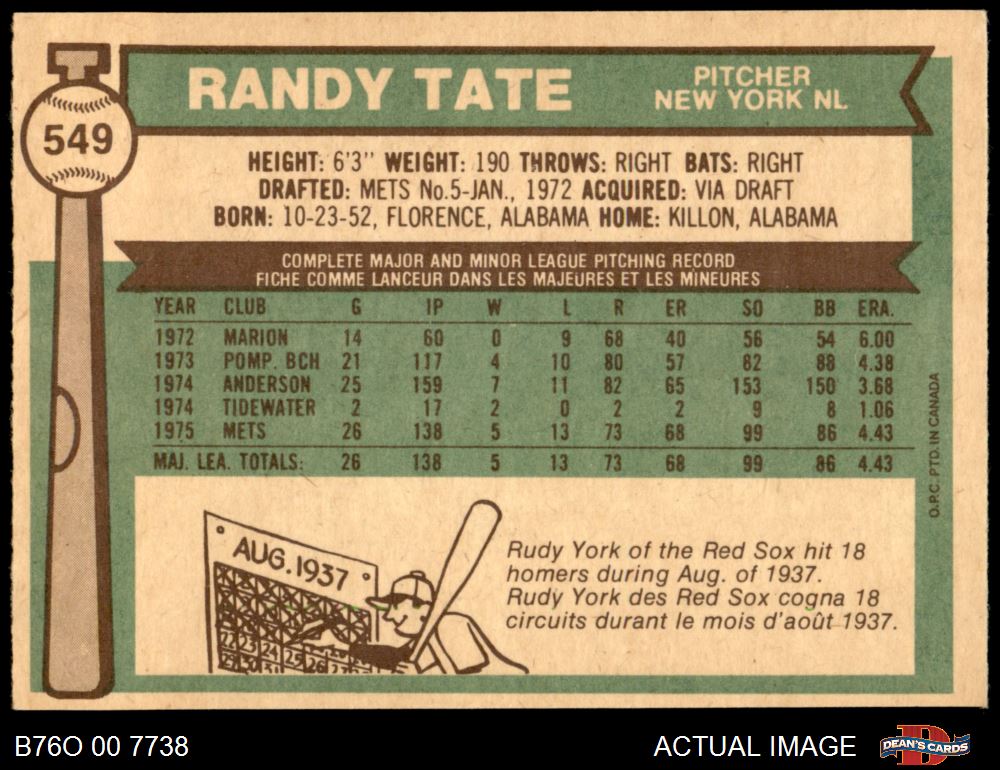 549
RANDY TATE
PITCHER
NEW YORK NL
HEIGHT: 6'3" WEIGHT: 190 THROWS: RIGHT BATS: RIGHT
DRAFTED: METS No.5-JAN., 1972 ACQUIRED: VIA DRAFT
BORN: 10-23-52, FLORENCE, ALABAMA HOME: KILLON, ALABAMA
COMPLETE MAJOR AND MINOR LEAGUE PITCHING RECORD
FICHE COMME LANCEUR DANS LES MAJEURES ET LES MINEURES
YEAR CLUB G IP W L R ER SO BB ERA.
1972 MARION 14 60 0 9 68 40 56 54 6.00
1973 POMP. BCH 21 117 4 10 80 57 82 88 4.38
1974 ANDERSON 25 159 7 11 82 65 153 150 3.68
1974 TIDEWATER 2 17 2 0 2 2 9 8 1.06
1975 METS 26 138 5 13 73 68 99 86 4.43
MAJ. LEA. TOTALS: 26 138 5 13 73 68 99 86 4.43
O.P.C. PTD. IN CANADA
AUG. 1937
22 23 24 25 26
Rudy York of the Red Sox hit 18
homers during Aug. of 1937.
Rudy York des Red Sox cogna 18
circuits durant le mois d'août 1937.
B76O 00 7738
ACTUAL IMAGE
DEAN'S CARDS